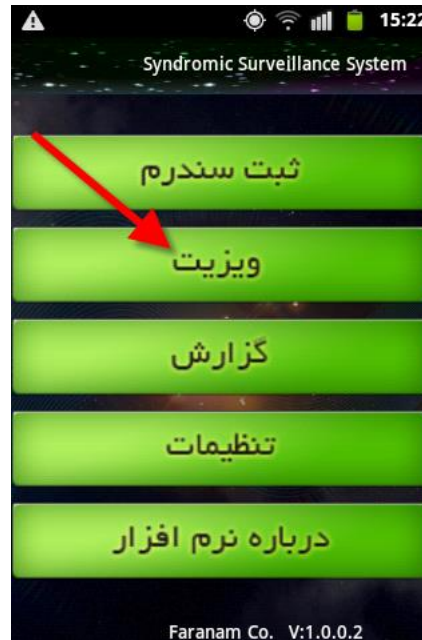 15:22
Syndromic Surveillance System
ثبت سندرم
ویزیت
گزارش
تنظیمات
درباره نرم افزار
Faranam Co. V:1.0.0.2